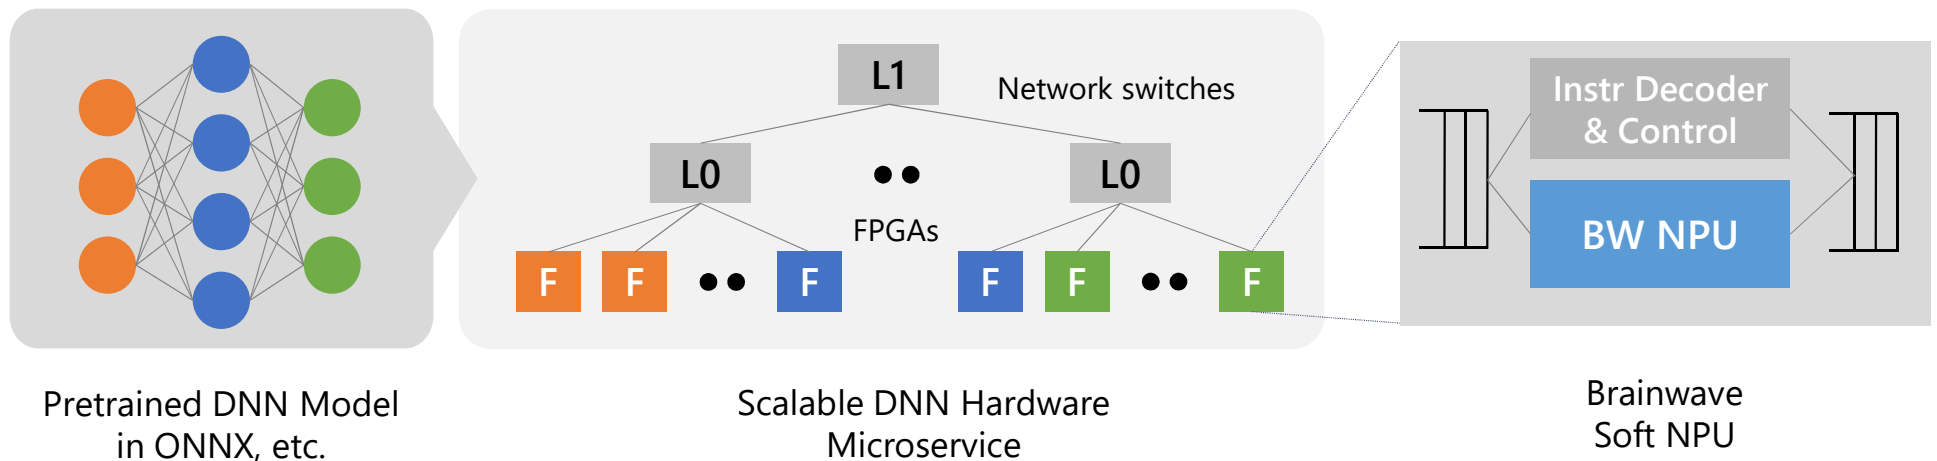 L1
Network switches
L0
L0
FPGAs
F
F
F
F
F
F
Instr Decoder
& Control
BW NPU
Pretrained DNN Model
in ONNX, etc.
Scalable DNN Hardware
Microservice
Brainwave
Soft NPU